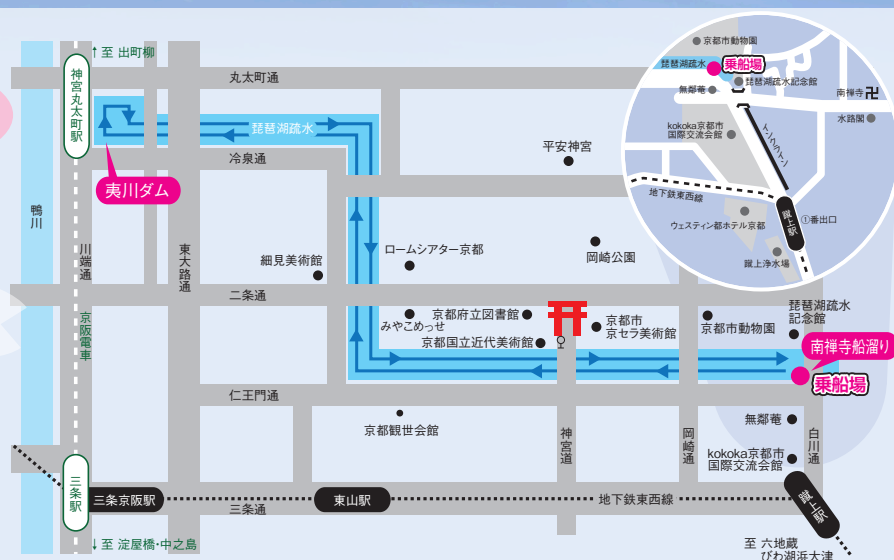 ↑ 至 出町柳
神宮丸太町駅
丸太町通
琵琶湖疏水
冷泉通
夷川ダム
鴨川
川端通
京阪電車
東大路通
平安神宮
細見美術館
ロームシアター京都
岡崎公園
二条通
みやこめっせ
京都府立図書館
京都国立近代美術館
京都市
京セラ美術館
京都市動物園
琵琶湖疏水
記念館
南禅寺船溜り
乗船場
仁王門通
京都観世会館
神宮道
岡崎通
白川通
無鄰菴
kokoka京都市
国際交流会館
三条駅
三条京阪駅
東山駅
地下鉄東西線
蹴上駅
三条通
↓ 至 淀屋橋・中之島
至 六地蔵
びわ湖浜大津
京都市動物園
琵琶湖疏水
乗船場
琵琶湖疏水記念館
無鄰菴
南禅寺卍
水路閣
kokoka京都市
国際交流会館
インクライン
地下鉄東西線
蹴上駅
①番出口
ウェスティン都ホテル京都
蹴上浄水場